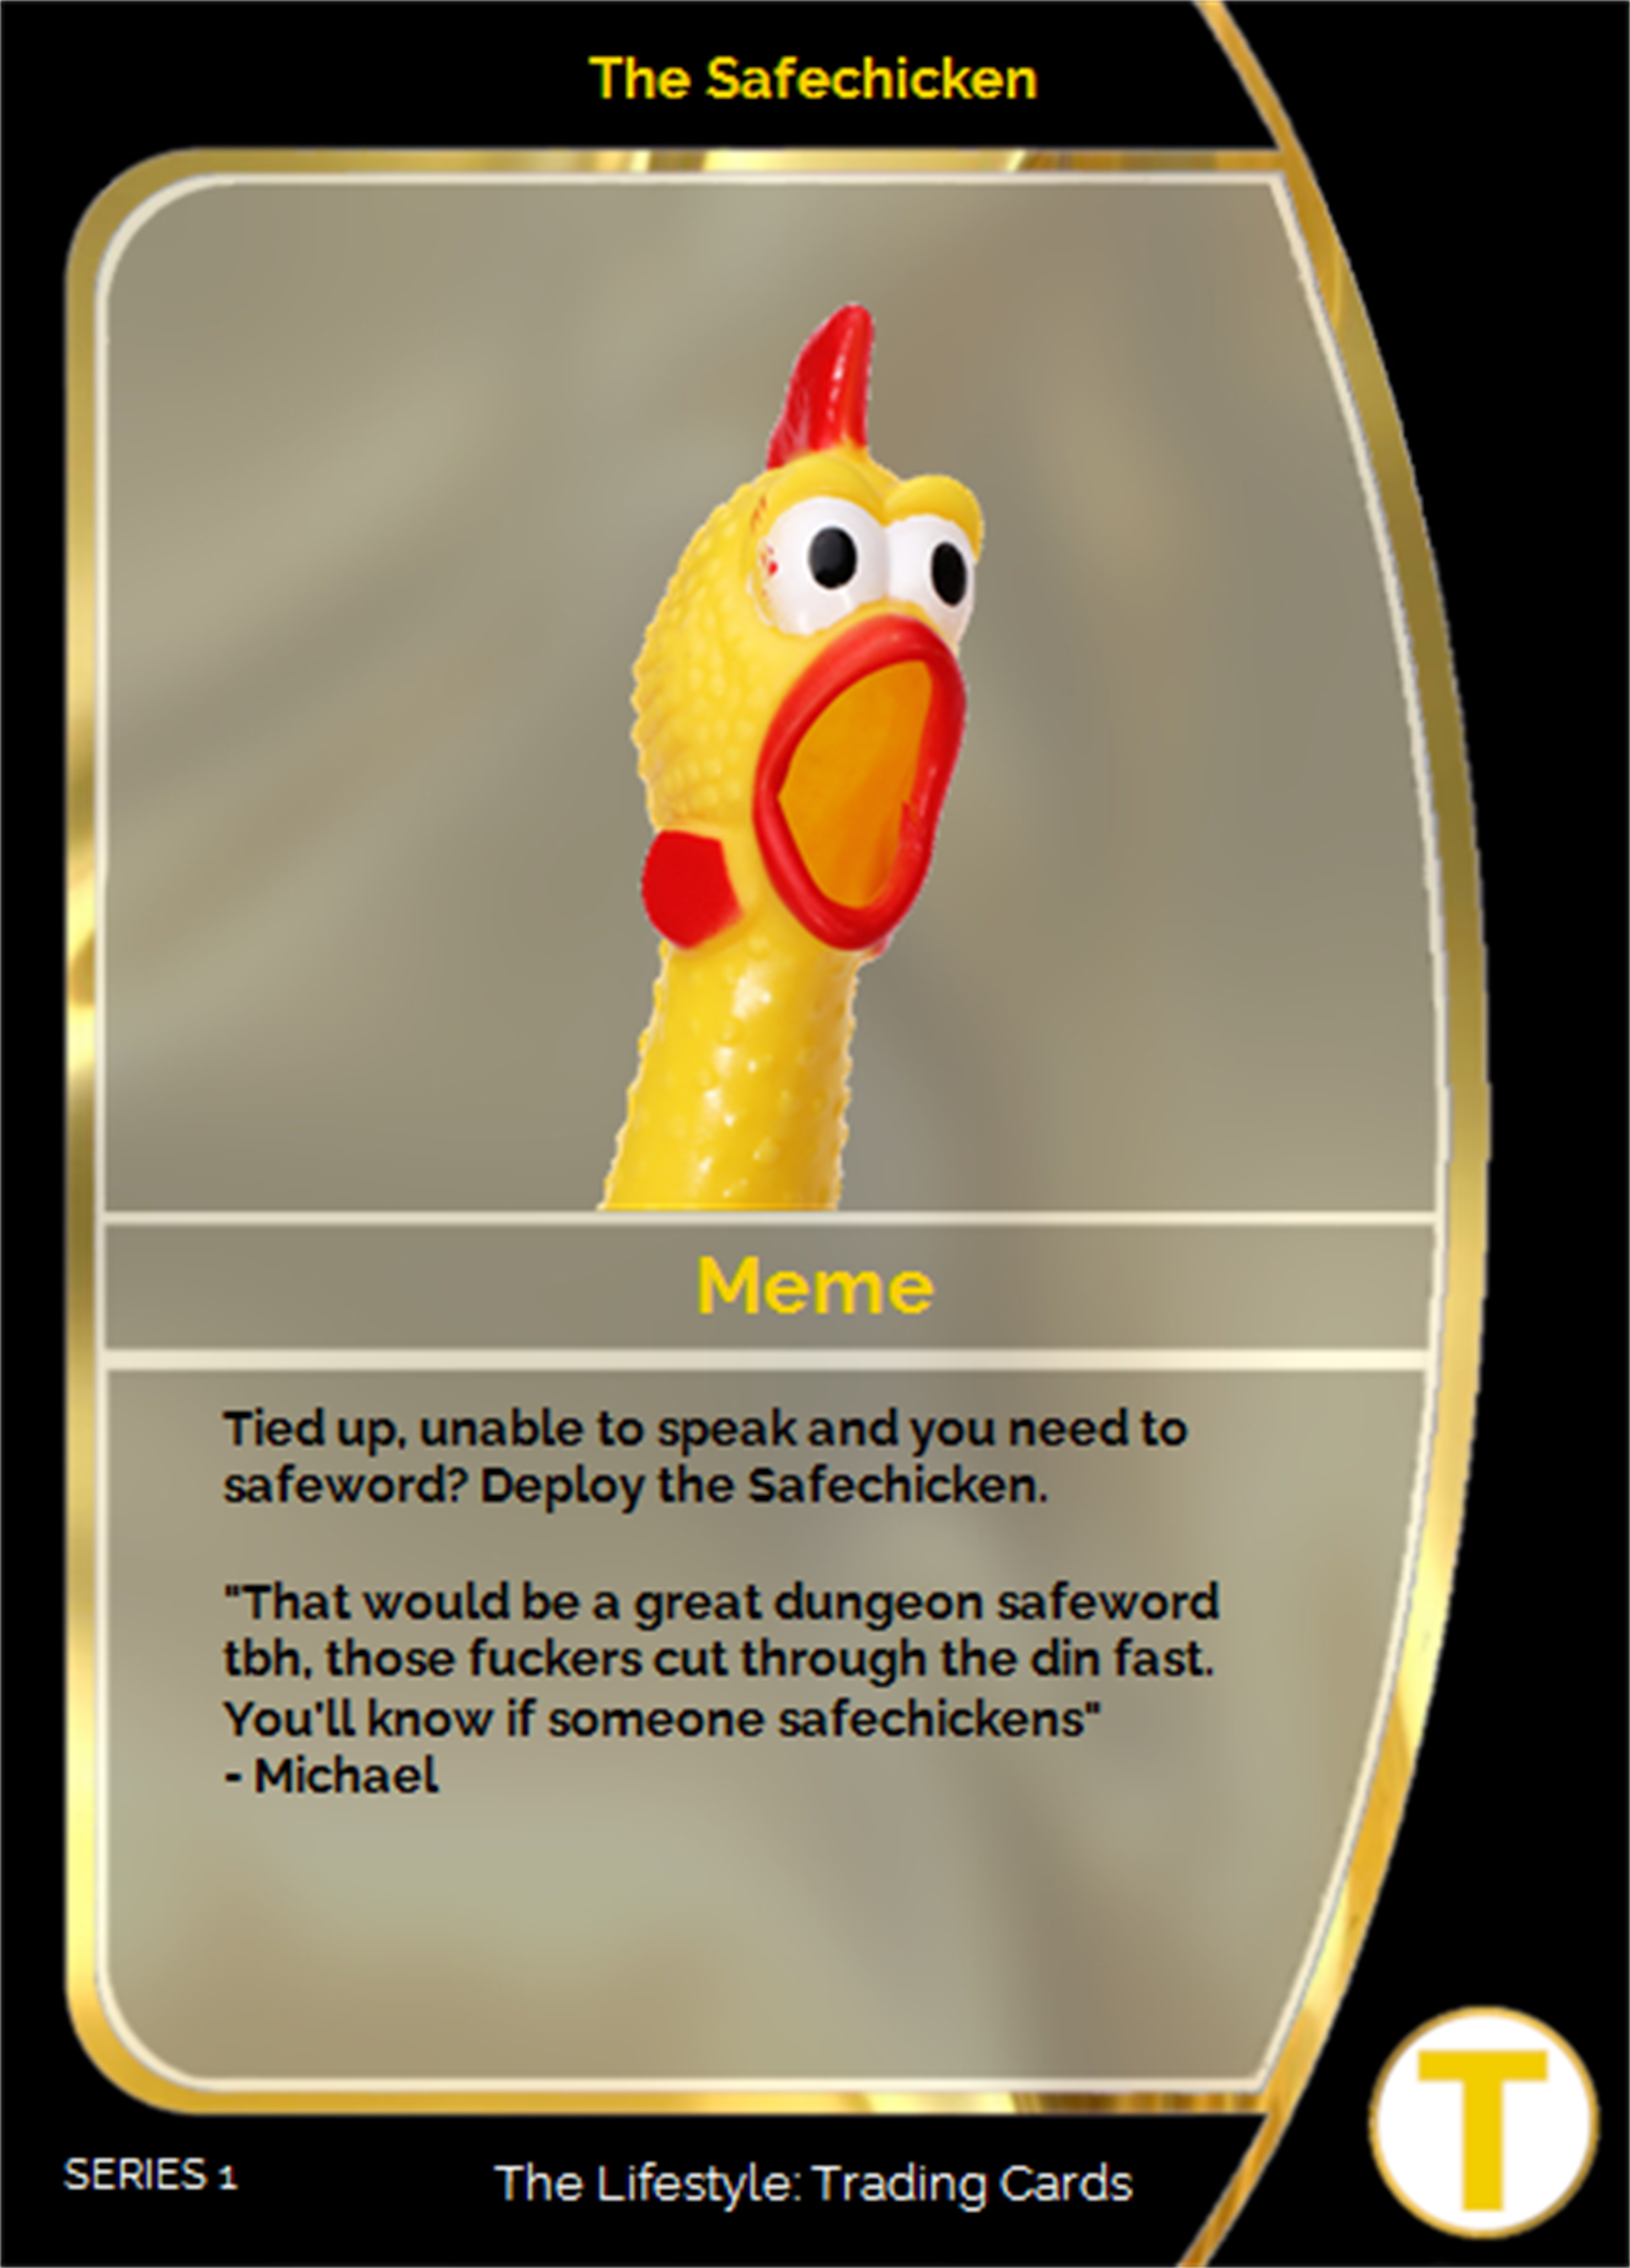 The Safechicken
Meme
Tied up, unable to speak and you need to
safeword? Deploy the Safechicken.
"That would be a great dungeon safeword
tbh, those fuckers cut through the din fast.
You'll know if someone safechickens"
- Michael
SERIES 1
The Lifestyle: Trading Cards
T